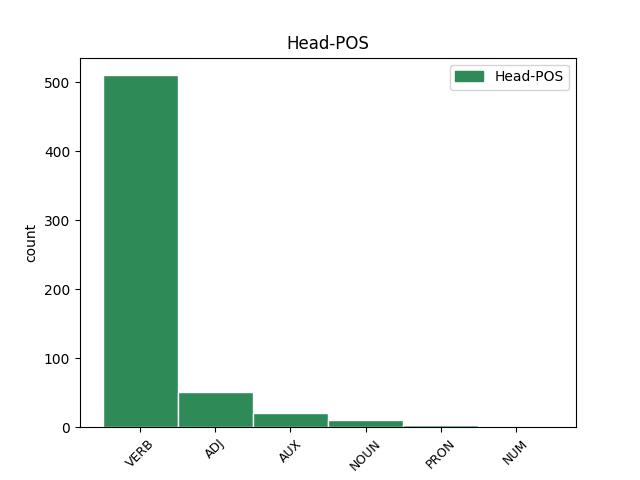 Head-POS
Head-POS
500
400
300
200
100
0
count
VERB
ADJ
AUX
NOUN
PRON
NUM